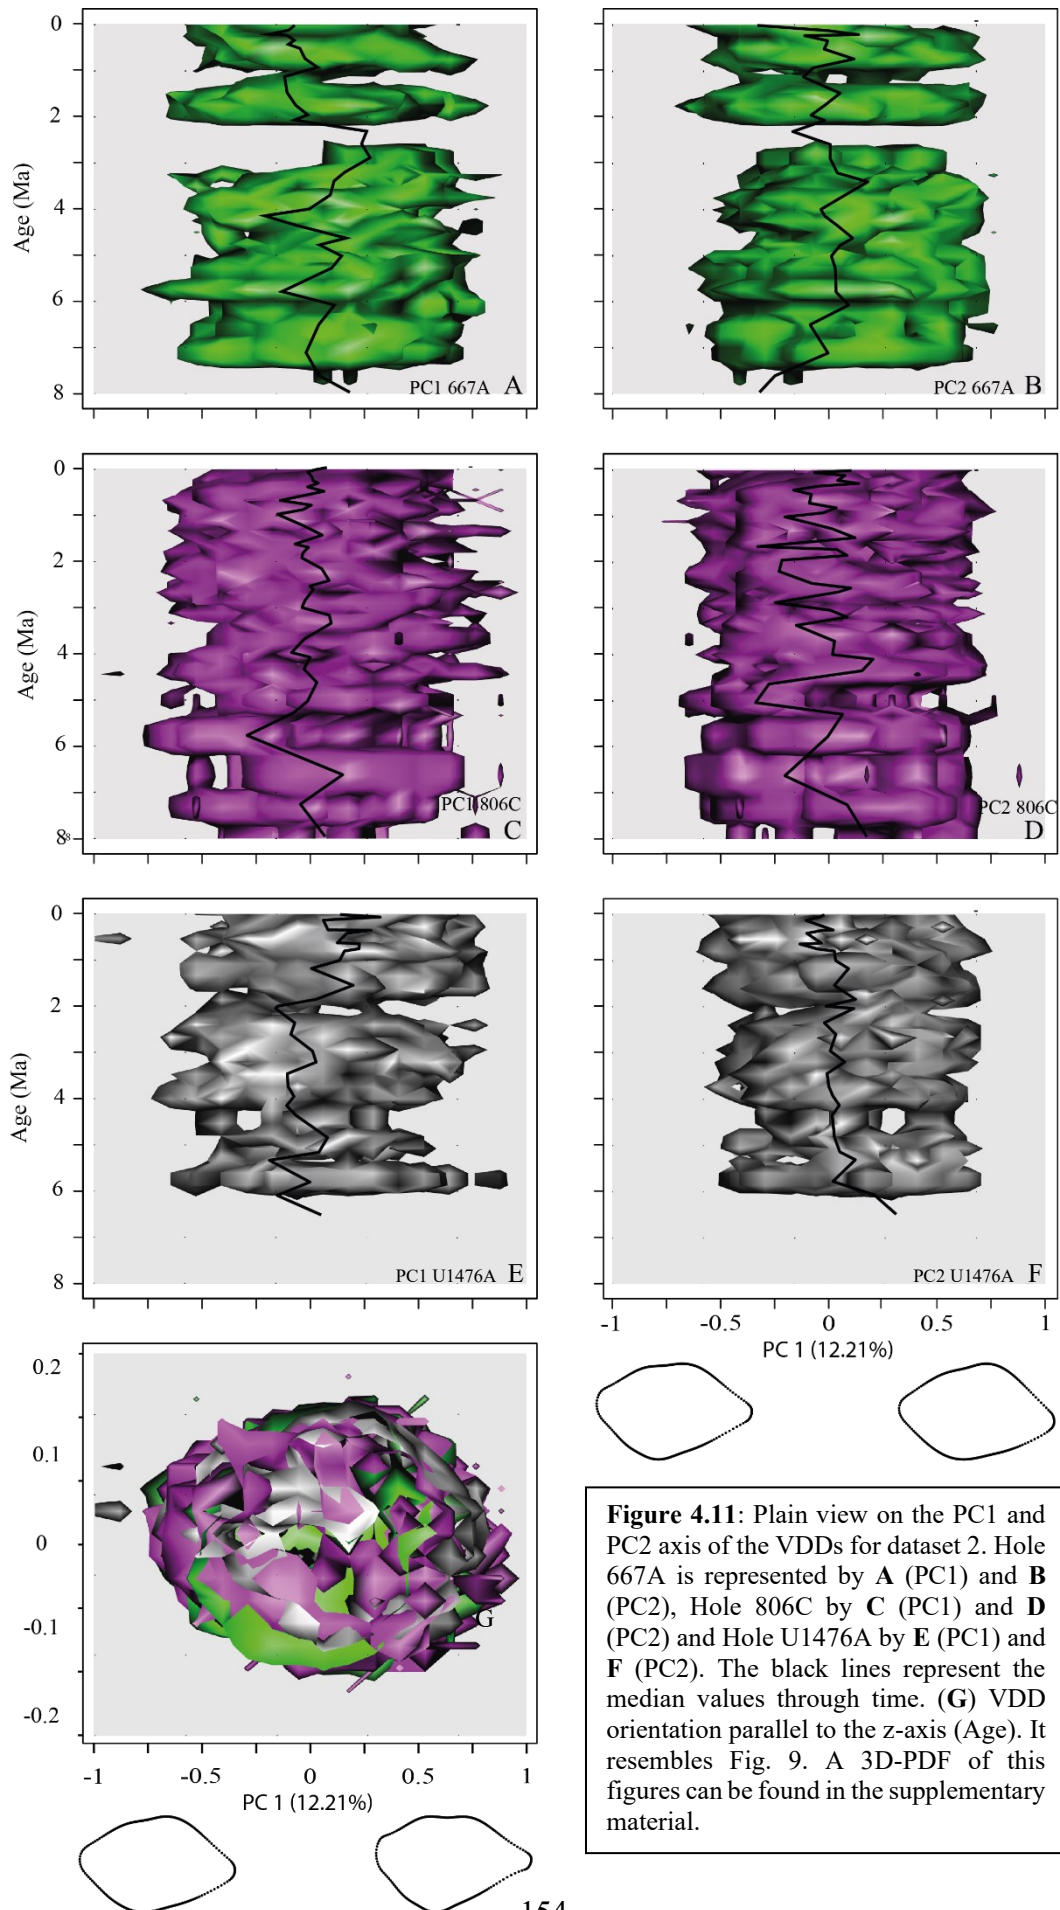 0
2
4
6
8
Age (Ma)
PC1 667A A
PC2 667A B
0
2
4
6
8
Age (Ma)
PC1 806C
C
PC2 806C
D
0
2
4
6
8
Age (Ma)
PC1 U1476A E
PC2 U1476A F
-1 -0.5 0 0.5 1
PC 1 (12.21%)
0.2
0.1
0
-0.1
-0.2
G
-1 -0.5 0 0.5 1
PC 1 (12.21%)
Figure 4.11: Plain view on the PC1 and
PC2 axis of the VDDs for dataset 2. Hole
667A is represented by A (PC1) and B
(PC2), Hole 806C by C (PC1) and D
(PC2) and Hole U1476A by E (PC1) and
F (PC2). The black lines represent the
median values through time. (G) VDD
orientation parallel to the z-axis (Age). It
resembles Fig. 9. A 3D-PDF of this
figures can be found in the supplementary
material.
154